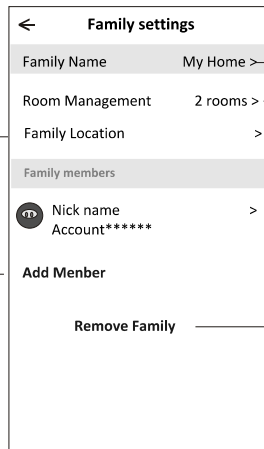 Family settings
Family Name My Home >
Room Management 2 rooms >
Family Location >
Family members
Nick name >
Account******
Add Menber
Remove Family